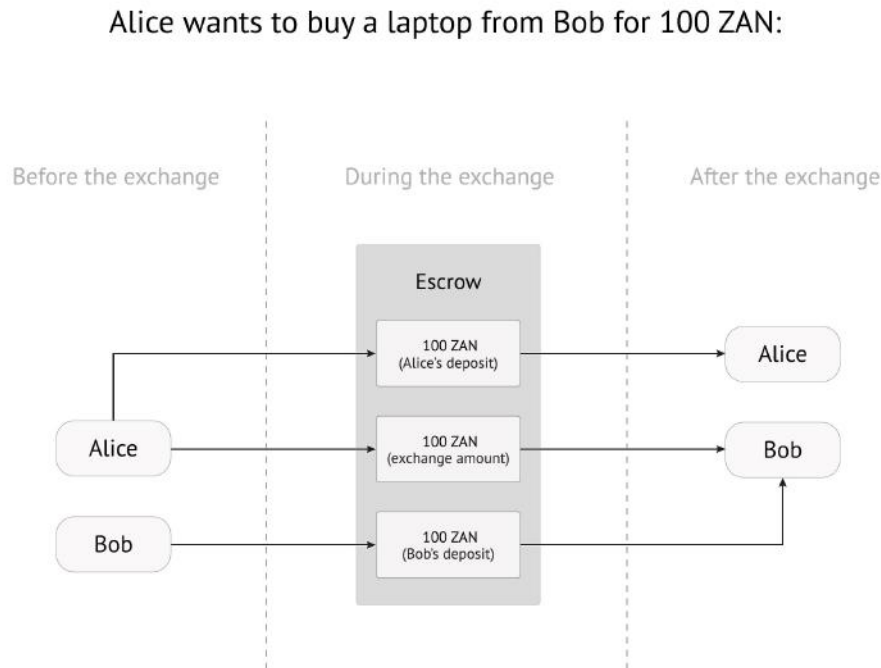 Alice wants to buy a laptop from Bob for 100 ZAN:
Before the exchange
During the exchange
After the exchange
Escrow
100 ZAN
(Alice's deposit)
Alice
Alice
100 ZAN
(exchange amount)
Bob
Bob
100 ZAN
(Bob's deposit)